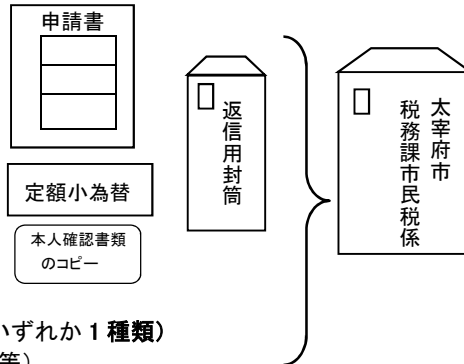 申請書
定額小為替
本人確認書類
のコピー
返信用封筒
太宰府市
税務課市民税係
いずれか 1 種類）
等）